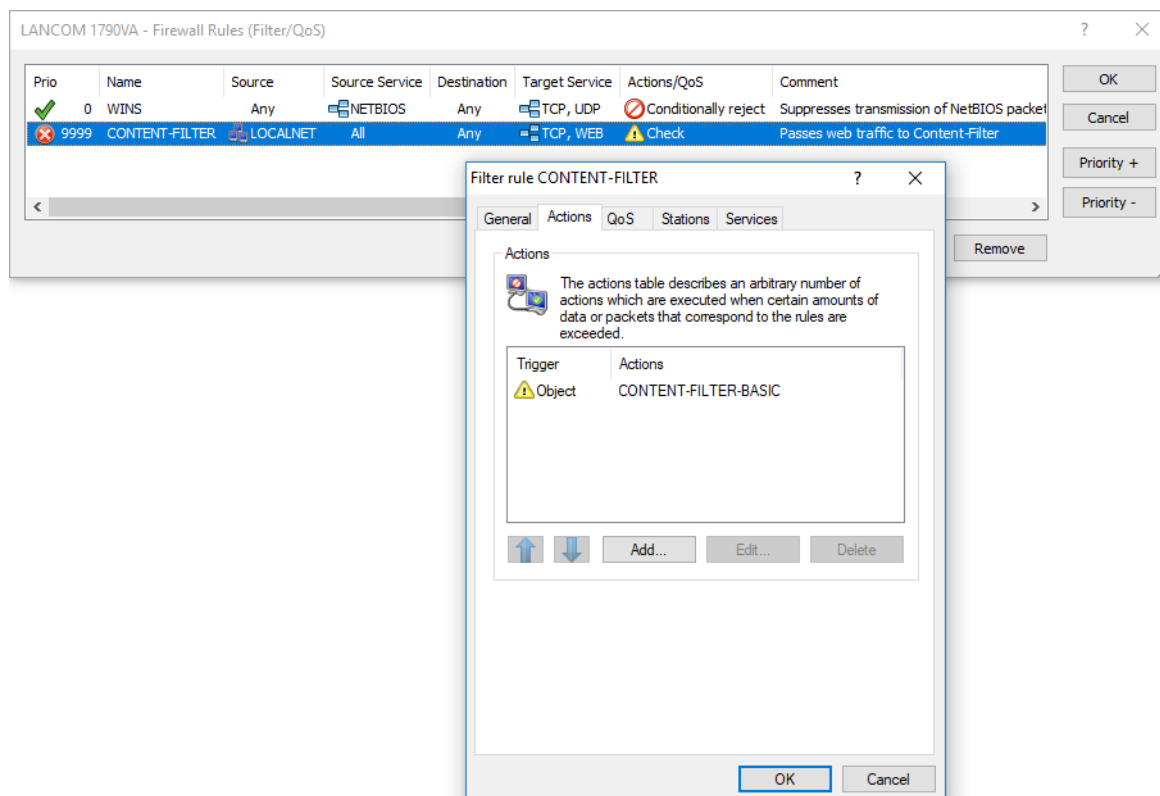 LANCOM 1790VA - Firewall Rules (Filter/QoS)
?
Prio Name Source Source Service Destination Target Service Actions/QoS Comment
0 WINS Any NETBIOS Any TCP, UDP Conditionally reject Suppresses transmission of NetBIOS packet
9999 CONTENT-FILTER LOCALNET All Any TCP, WEB Check Passes web traffic to Content-Filter
OK
Cancel
Priority +
Priority -
Remove
Filter rule CONTENT-FILTER ?
General Actions QoS Stations Services
Actions
The actions table describes an arbitrary number of
actions which are executed when certain amounts of
data or packets that correspond to the rules are
exceeded.
Trigger Actions
Object CONTENT-FILTER-BASIC
Add... Edit... Delete
OK Cancel